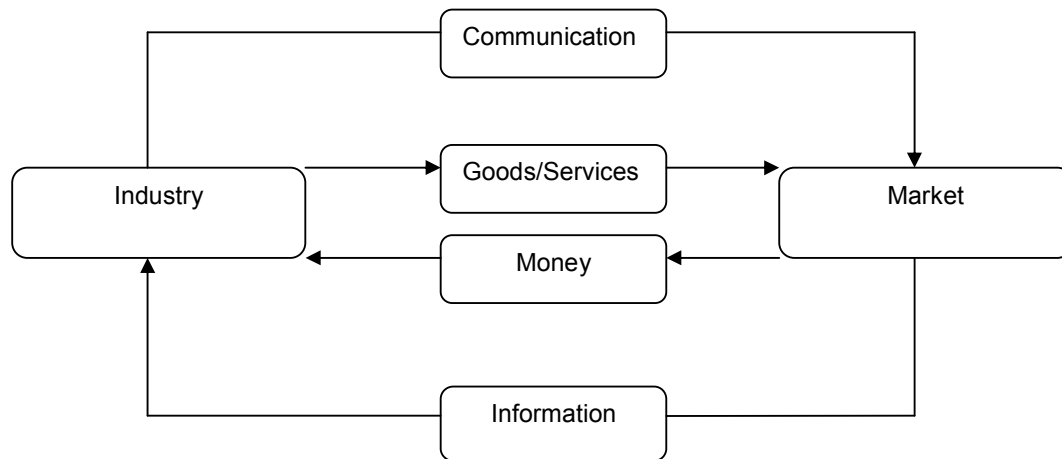 Communication
Goods/Services
Industry
Market
Money
Information